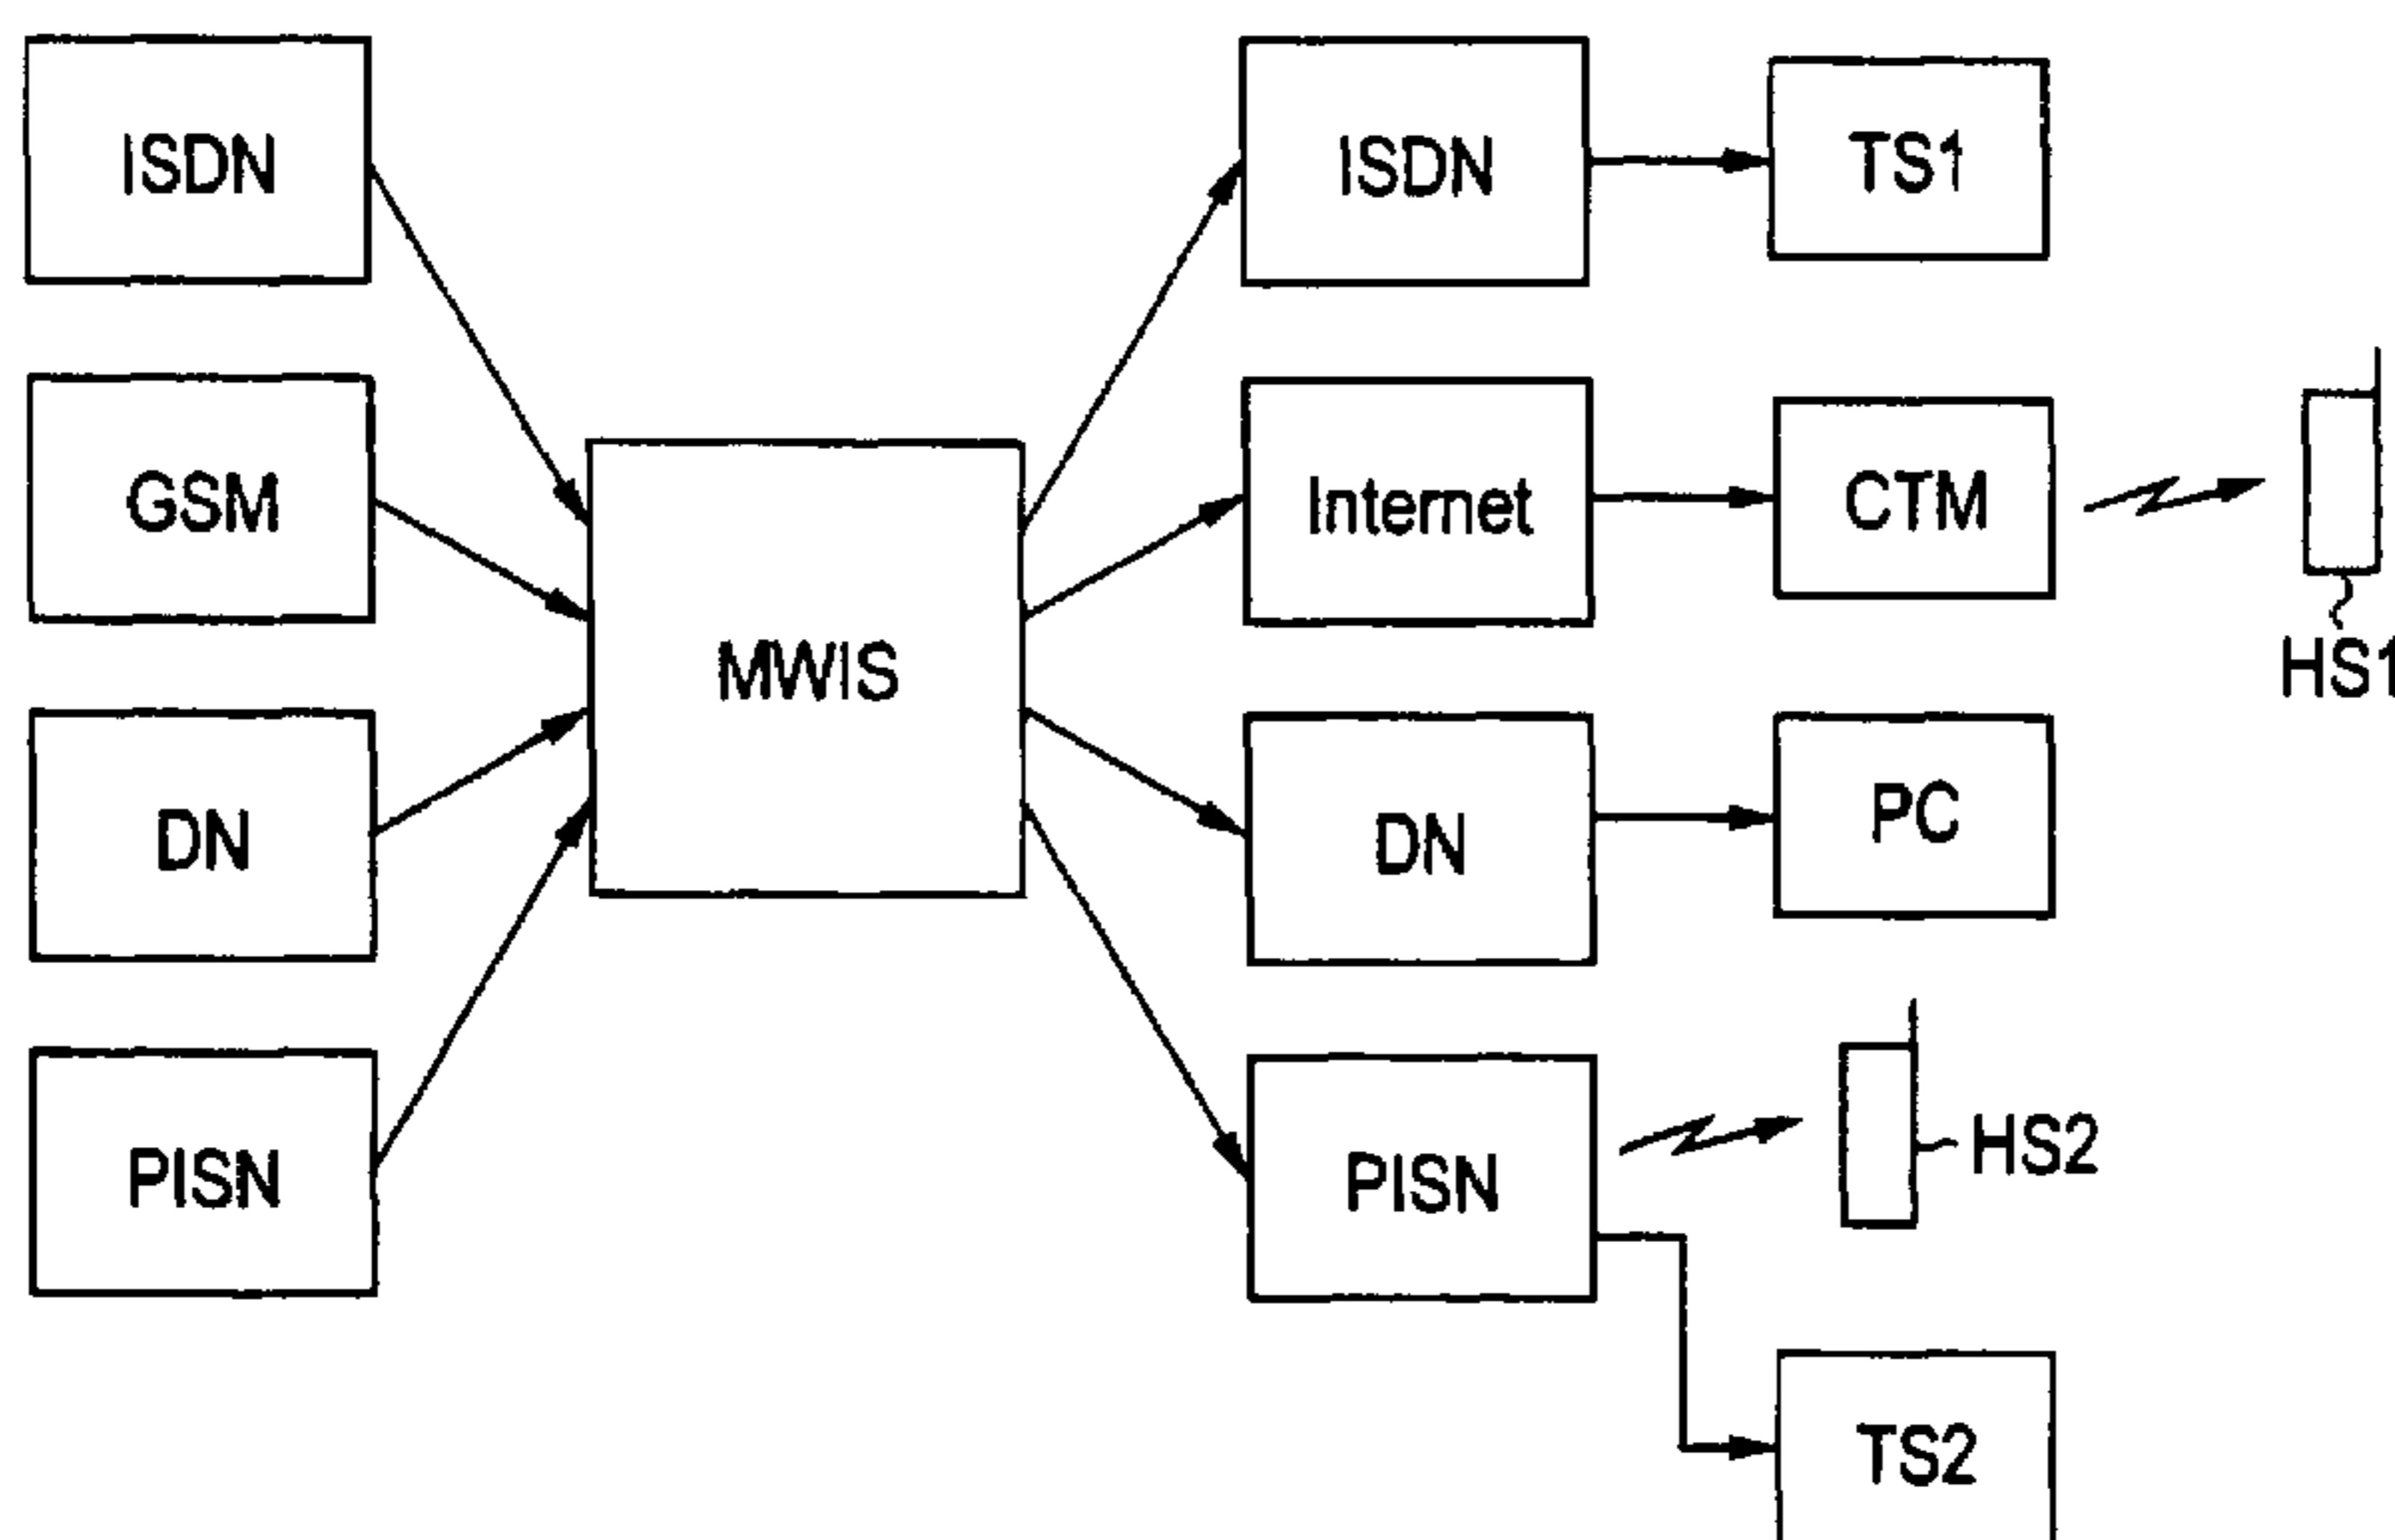 ISDN
ISDN
TS1
GSM
Internet
CTM
HS1
MWIS
DN
DN
PC
PISN
PISN
HS2
TS2